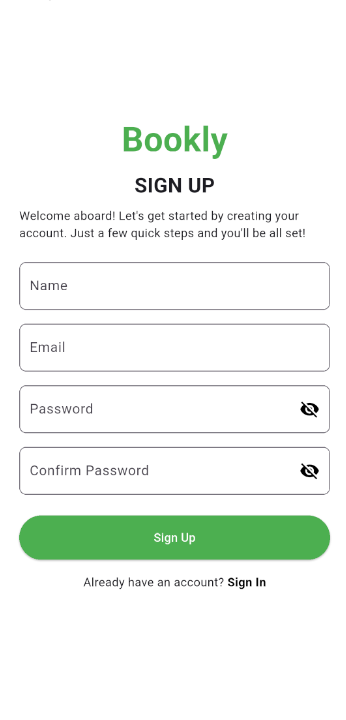 Bookly
SIGN UP
Welcome aboard! Let's get started by creating your
account. Just a few quick steps and you'll be all set!
Name
Email
Password
Confirm Password
Sign Up
Already have an account? Sign In